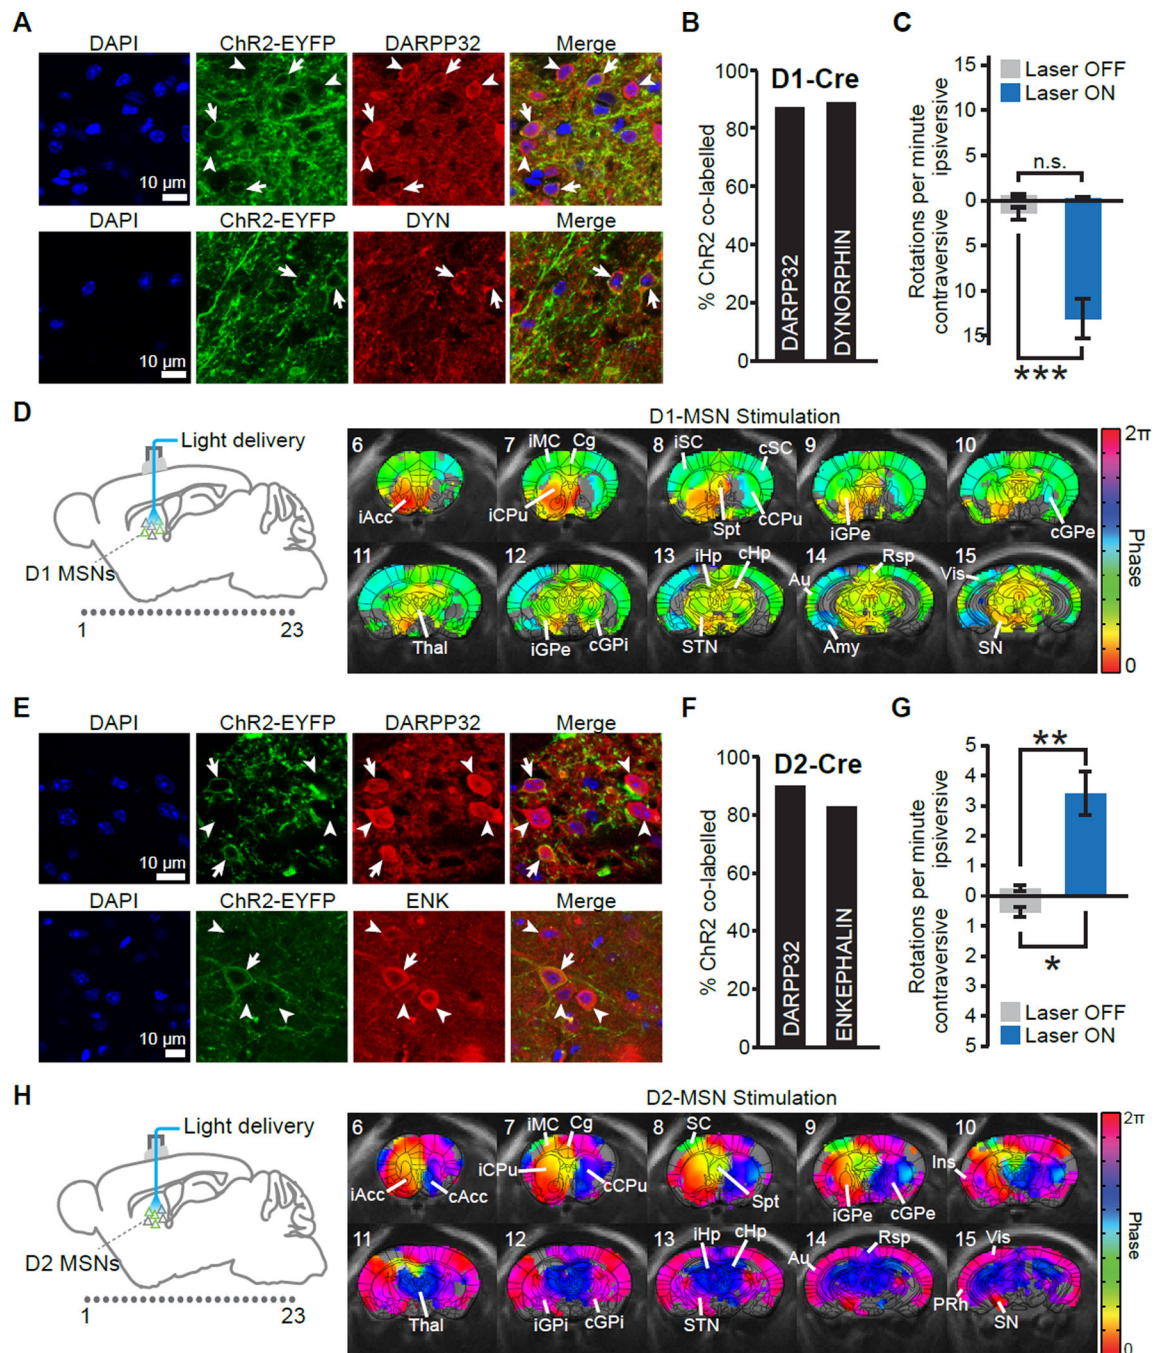 A
DAPI
ChR2-EYFP
DARPP32
Merge
10 µm
10 µm
DAPI
ChR2-EYFP
DYN
Merge
10 µm
10 µm
B
D1-Cre
% ChR2 co-labelled
100
80
60
40
20
0
DARPP32
DYNORPHIN
C
Laser OFF
Laser ON
Rotations per minute
contraversive ipsiversive
15
10
5
0
5
10
15
n.s.
***
D
Light delivery
D1 MSNs
1 23
D1-MSN Stimulation
6 7 8 9 10
iMC Cg iSC cSC
iAcc iCPu Spt cCPu iGPe cGPe
11 12 13 14 15
iHp cHp Au Rsp Vis
Thal iGPe cGPi STN Amy SN
2π
Phase
0
E
DAPI
ChR2-EYFP
DARPP32
Merge
10 µm
10 µm
DAPI
ChR2-EYFP
ENK
Merge
10 µm
10 µm
F
D2-Cre
% ChR2 co-labelled
100
80
60
40
20
0
DARPP32
ENKEPHALIN
G
**
Rotations per minute
contraversive ipsiversive
5
4
3
2
1
0
1
2
3
4
5
*
Laser OFF
Laser ON
H
Light delivery
D2 MSNs
1 23
D2-MSN Stimulation
6 7 8 9 10
iMC Cg SC Ins
iCPu cCPu
iAcc cAcc Spt iGPe cGPe
11 12 13 14 15
iHp cHp Au Rsp Vis
Thal iGPi cGPi STN PRh SN
2π
Phase
0